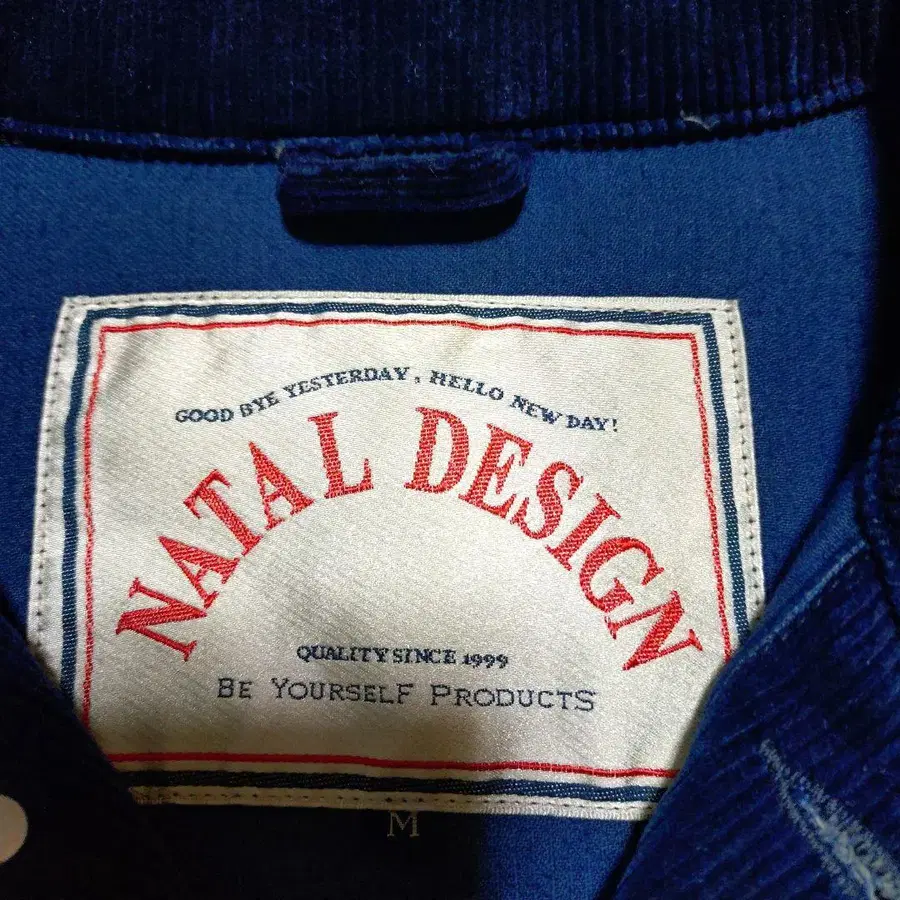 GOOD BYE YESTERDAY, HELLO NEW DAY!
NATAL DESIGN
QUALITY SINCE 1999
BE YOURSELF PRODUCTS
M